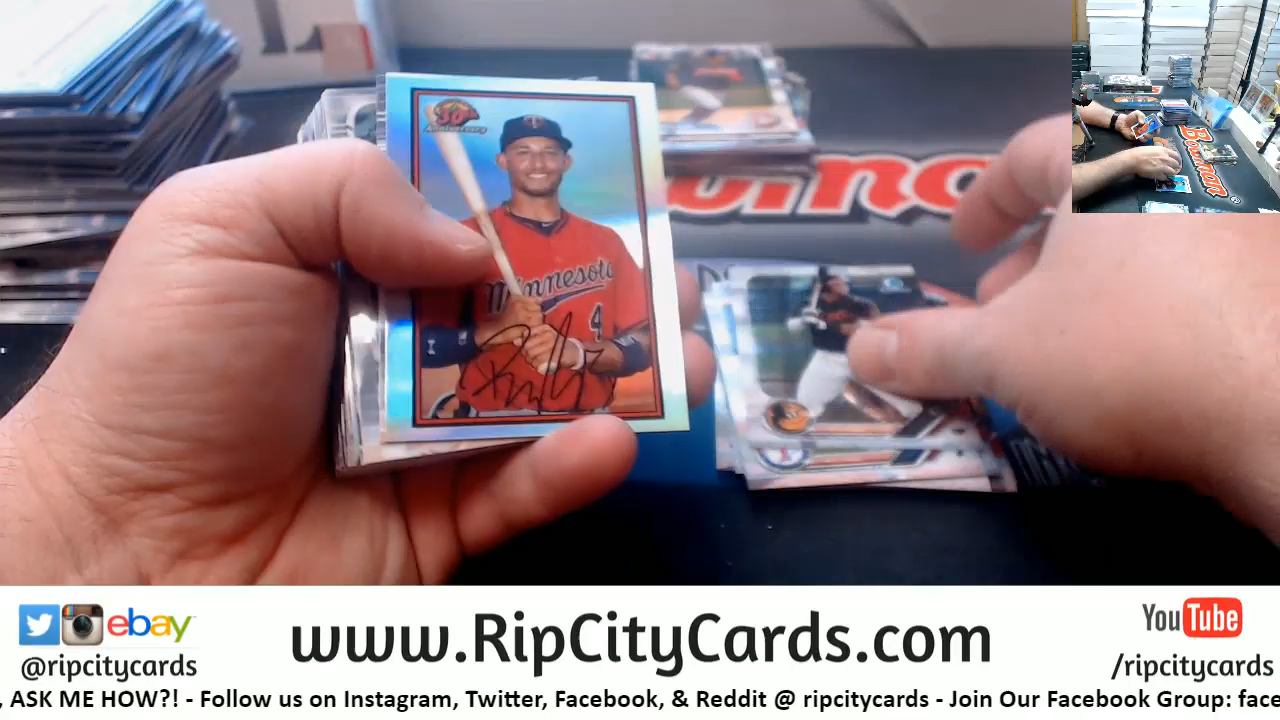 30th
Anniversary
Minnesota
4
Bowman
ebay
@ripcitycards
www.RipCityCards.com
YouTube
/ripcitycards
, ASK ME HOW?! - Follow us on Instagram, Twitter, Facebook, & Reddit @ ripcitycards - Join Our Facebook Group: face